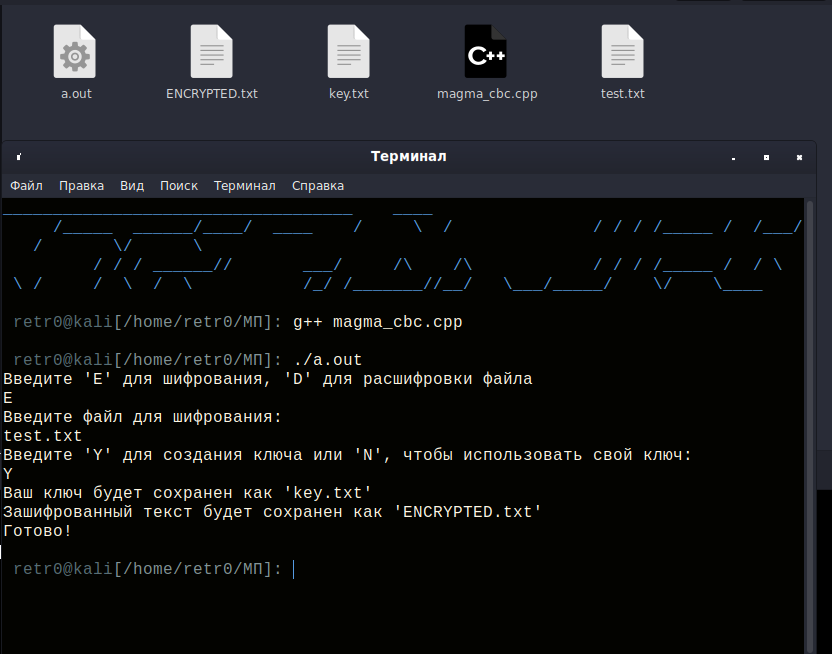 C++
a.out
ENCRYPTED.txt
key.txt
magma_cbc.cpp
test.txt
Терминал
Файл Правка Вид Поиск Терминал Справка
retr0@kali[/home/retr0/МП]: g++ magma_cbc.cpp
retr0@kali[/home/retr0/МП]: ./a.out
Введите 'E' для шифрования, 'D' для расшифровки файла
E
Введите файл для шифрования:
test.txt
Введите 'Y' для создания ключа или 'N', чтобы использовать свой ключ:
Y
Ваш ключ будет сохранен как 'key.txt'
Зашифрованный текст будет сохранен как 'ENCRYPTED.txt'
Готово!
retr0@kali[/home/retr0/МП]: